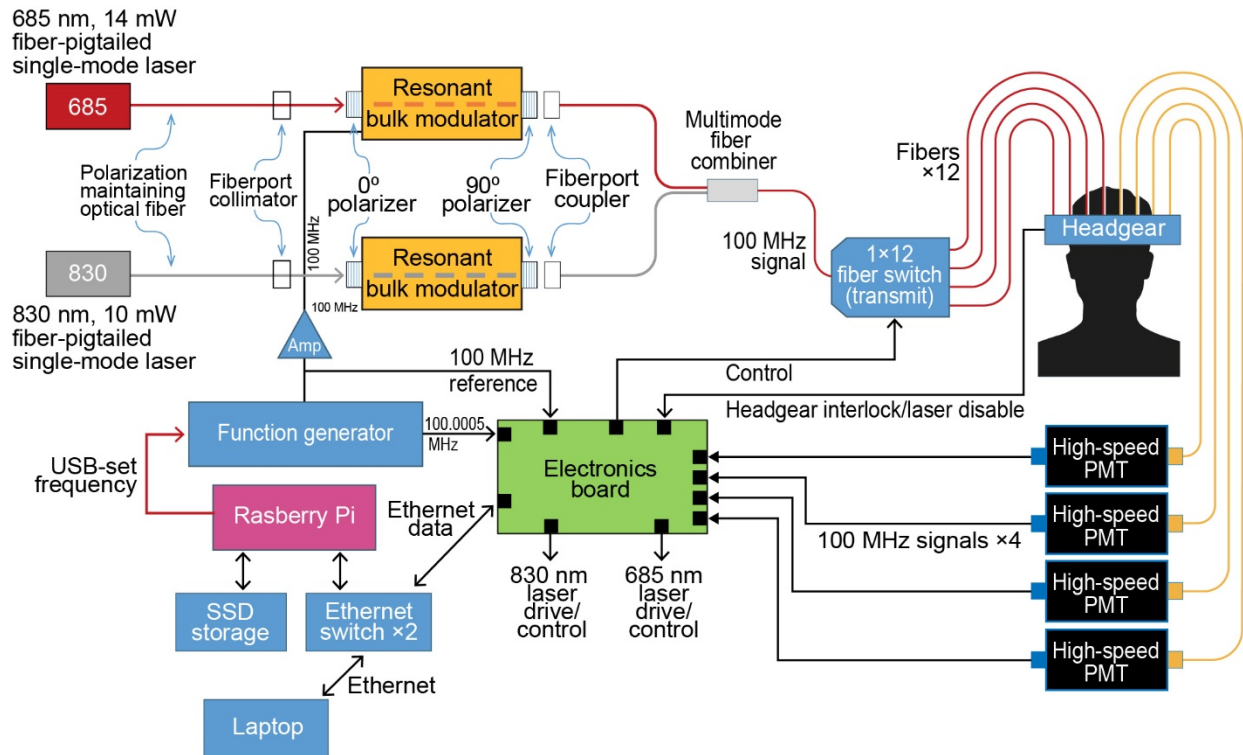 685 nm, 14 mW
fiber-pigtailed
single-mode laser
685
Polarization
maintaining
optical fiber
Fiberport
collimator
Resonant
bulk modulator
0º
polarizer
90º
polarizer
Fiberport
coupler
Multimode
fiber
combiner
Fibers
×12
Headgear
100 MHz
signal
1×12
fiber switch
(transmit)
830
830 nm, 10 mW
fiber-pigtailed
single-mode laser
100 MHz
100 MHz
Resonant
bulk modulator
Amp
100 MHz
reference
Control
Headgear interlock/laser disable
Function generator
100.0005
MHz
Electronics
board
USB-set
frequency
Rasberry Pi
Ethernet
data
SSD
storage
Ethernet
switch ×2
830 nm
laser
drive/
control
685 nm
laser
drive/
control
100 MHz signals ×4
High-speed
PMT
High-speed
PMT
High-speed
PMT
High-speed
PMT
Ethernet
Laptop